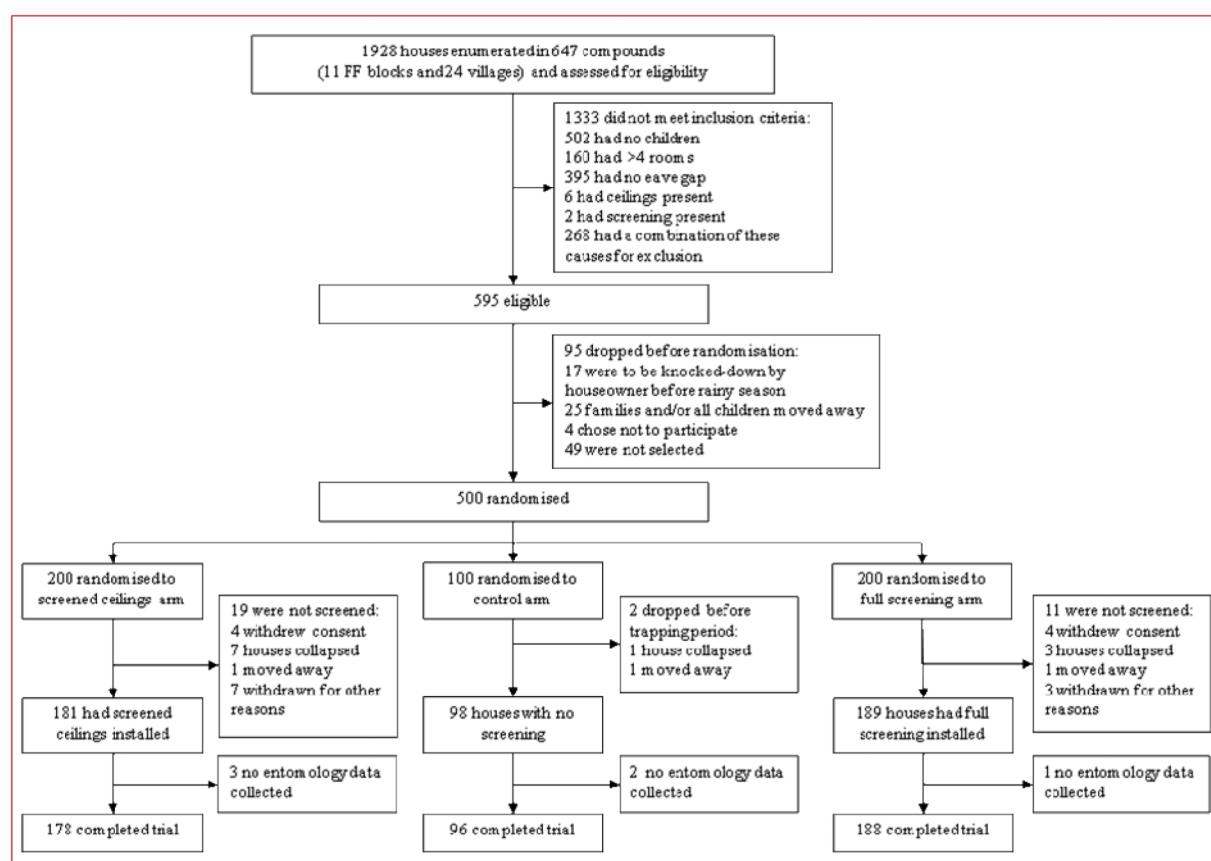 1928 houses enumerated in 647 compounds
(11 FF blocks and 24 villages) and assessed for eligibility
1333 did not meet inclusion criteria:
502 had no children
160 had >4 rooms
395 had no eave gap
6 had ceilings present
2 had screening present
268 had a combination of these
causes for exclusion
595 eligible
95 dropped before randomisation:
17 were to be knocked-down by
houseowner before rainy season
25 families and/or all children moved away
4 chose not to participate
49 were not selected
500 randomised
200 randomised to
screened ceilings arm
19 were not screened:
4 withdrew consent
7 houses collapsed
1 moved away
7 withdrawn for other
reasons
181 had screened
ceilings installed
3 no entomology data
collected
178 completed trial
100 randomised to
control arm
2 dropped before
trapping period:
1 house collapsed
1 moved away
98 houses with no
screening
2 no entomology data
collected
96 completed trial
200 randomised to
full screening arm
11 were not screened:
4 withdrew consent
3 houses collapsed
1 moved away
3 withdrawn for other
reasons
189 houses had full
screening installed
1 no entomology data
collected
188 completed trial